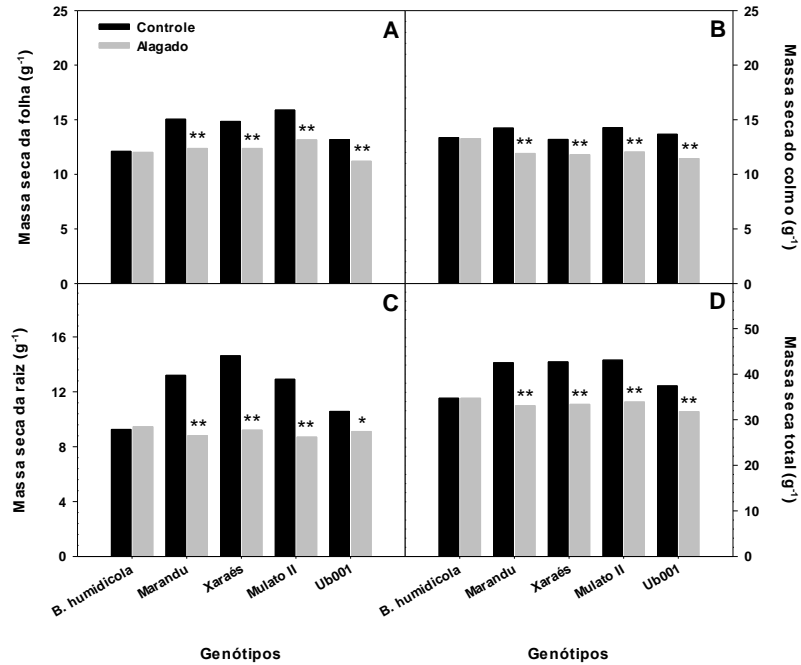 Controle
Alagado
A
Massa seca da folha (g-1)
25
20
15
10
5
0
** ** ** **
B
Massa seca do colmo (g-1)
25
20
15
10
5
0
** ** ** **
C
Massa seca da raiz (g-1)
16
12
8
4
0
** ** ** *
B. humidicola
Marandu
Xaraés
Mulato II
Ub001
Genótipos
D
Massa seca total (g-1)
50
40
30
20
10
0
** ** ** **
B. humidicola
Marandu
Xaraés
Mulato II
Ub001
Genótipos